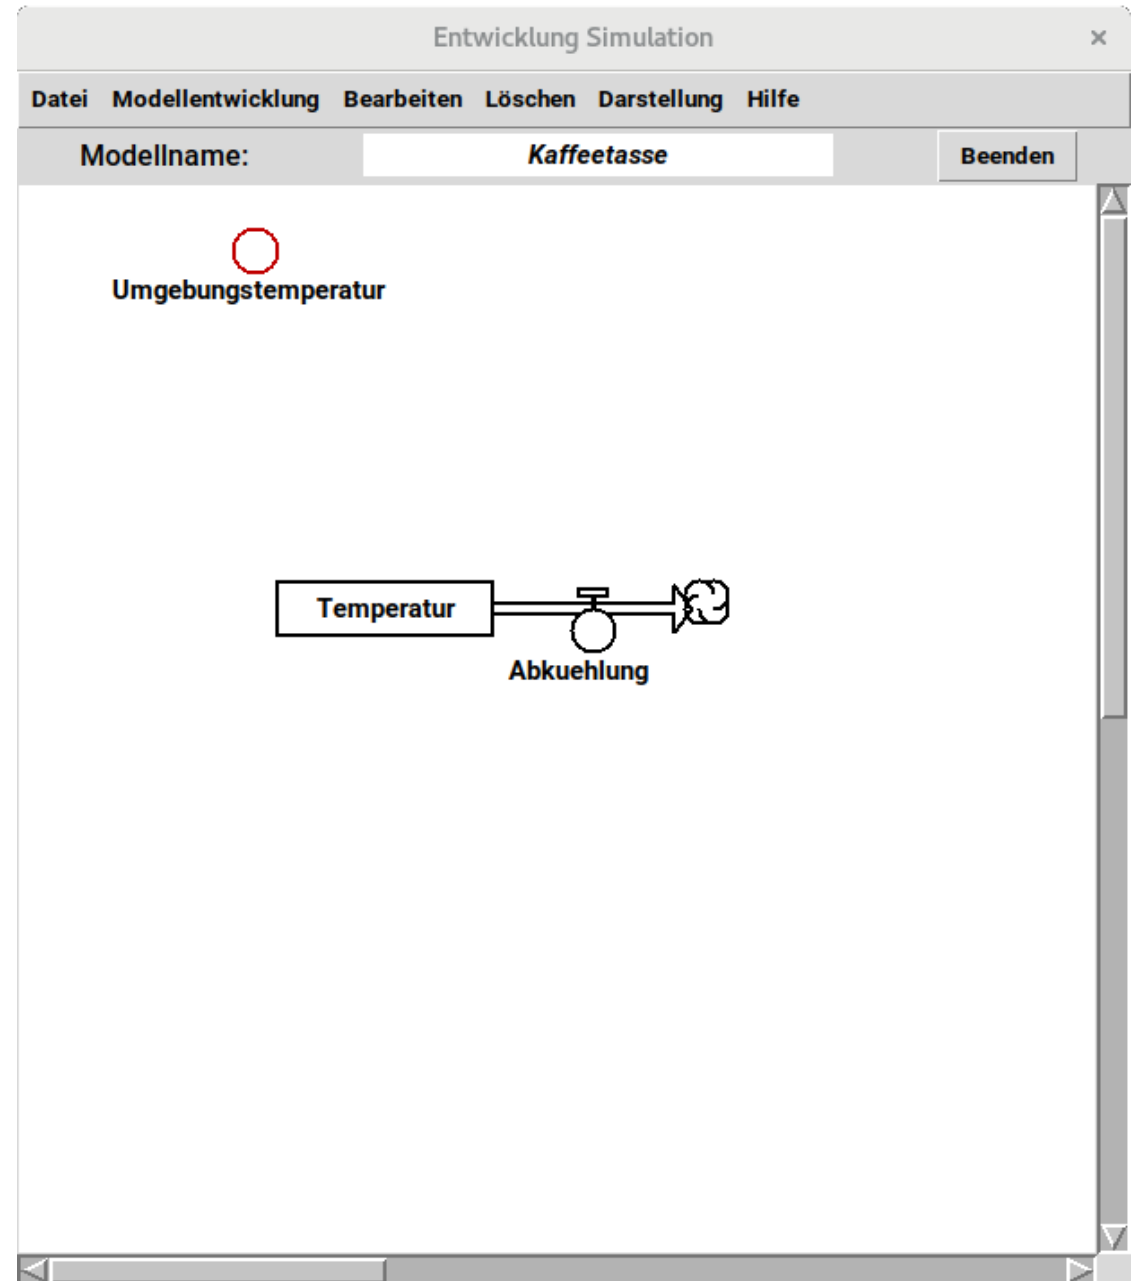 Entwicklung Simulation
Datei Modellentwicklung Bearbeiten Löschen Darstellung Hilfe
Modellname: Kaffeetasse Beenden
Umgebungstemperatur
Temperatur
Abkuehlung